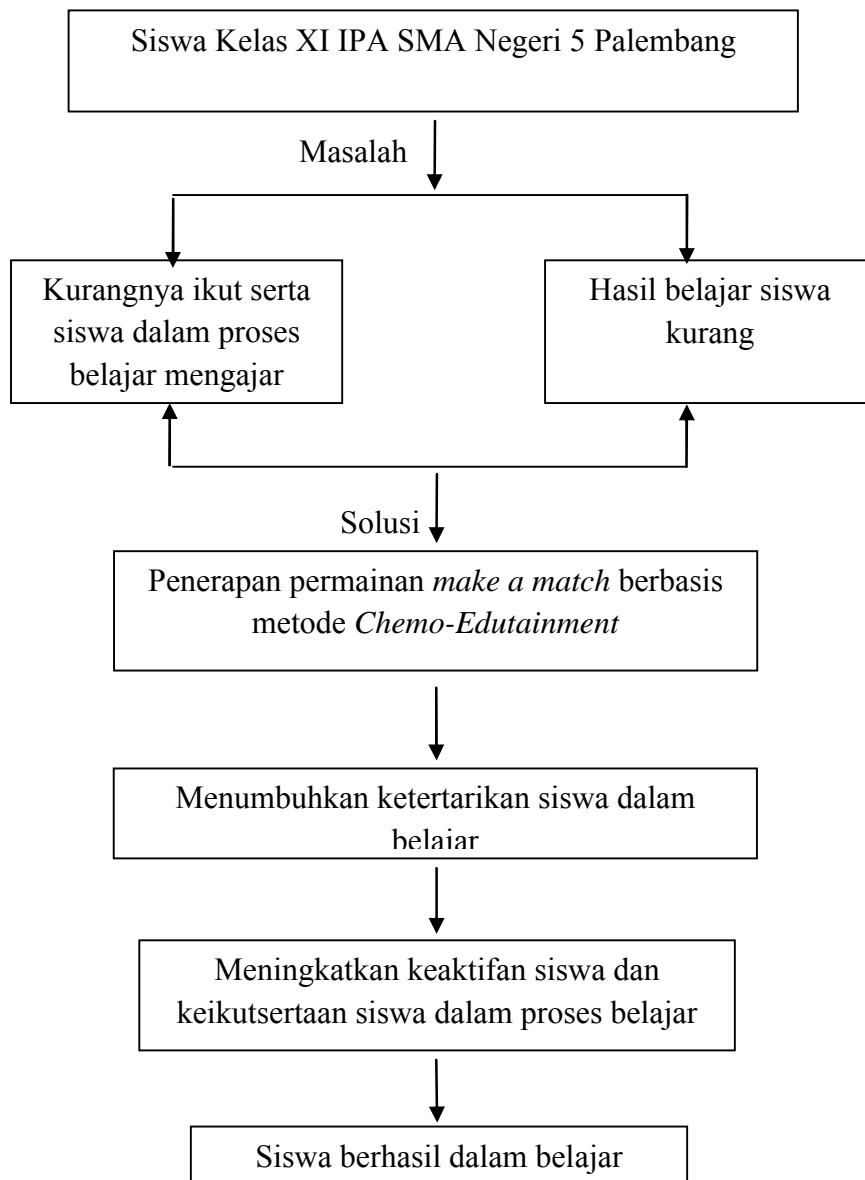 Siswa Kelas XI IPA SMA Negeri 5 Palembang
Masalah
Kurangnya ikut serta
siswa dalam proses
belajar mengajar
Hasil belajar siswa
kurang
Solusi
Penerapan permainan make a match berbasis
metode Chemo-Edutainment
Menumbuhkan ketertarikan siswa dalam
belajar
Meningkatkan keaktifan siswa dan
keikutsertaan siswa dalam proses belajar
Siswa berhasil dalam belajar